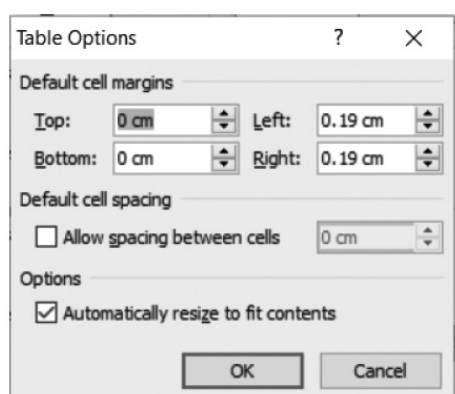 Table Options ? ×
Default cell margins
Top: 0 cm Left: 0.19 cm
Bottom: 0 cm Right: 0.19 cm
Default cell spacing
Allow spacing between cells 0 cm
Options
Automatically resize to fit contents
OK Cancel